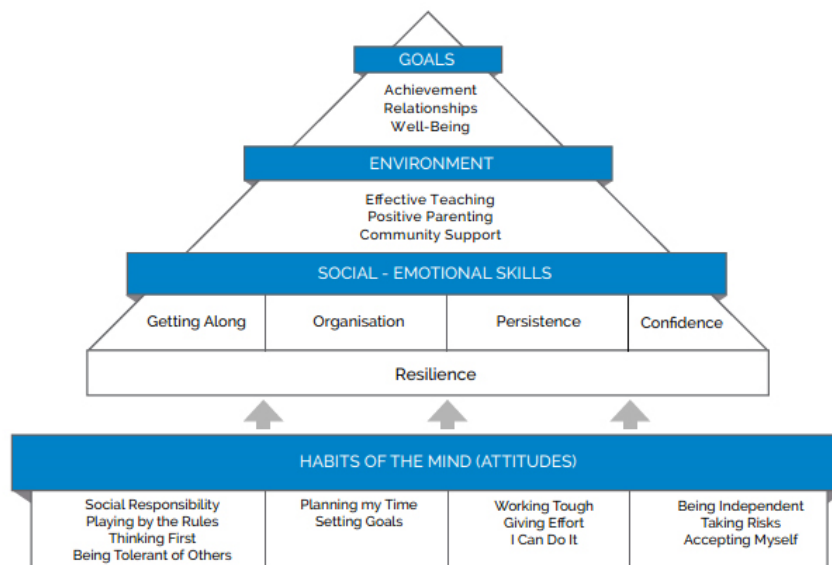 GOALS
Achievement
Relationships
Well-Being
ENVIRONMENT
Effective Teaching
Positive Parenting
Community Support
SOCIAL - EMOTIONAL SKILLS
Getting Along
Organisation
Persistence
Confidence
Resilience
HABITS OF THE MIND (ATTITUDES)
Social Responsibility
Playing by the Rules
Thinking First
Being Tolerant of Others
Planning my Time
Setting Goals
Working Tough
Giving Effort
I Can Do It
Being Independent
Taking Risks
Accepting Myself